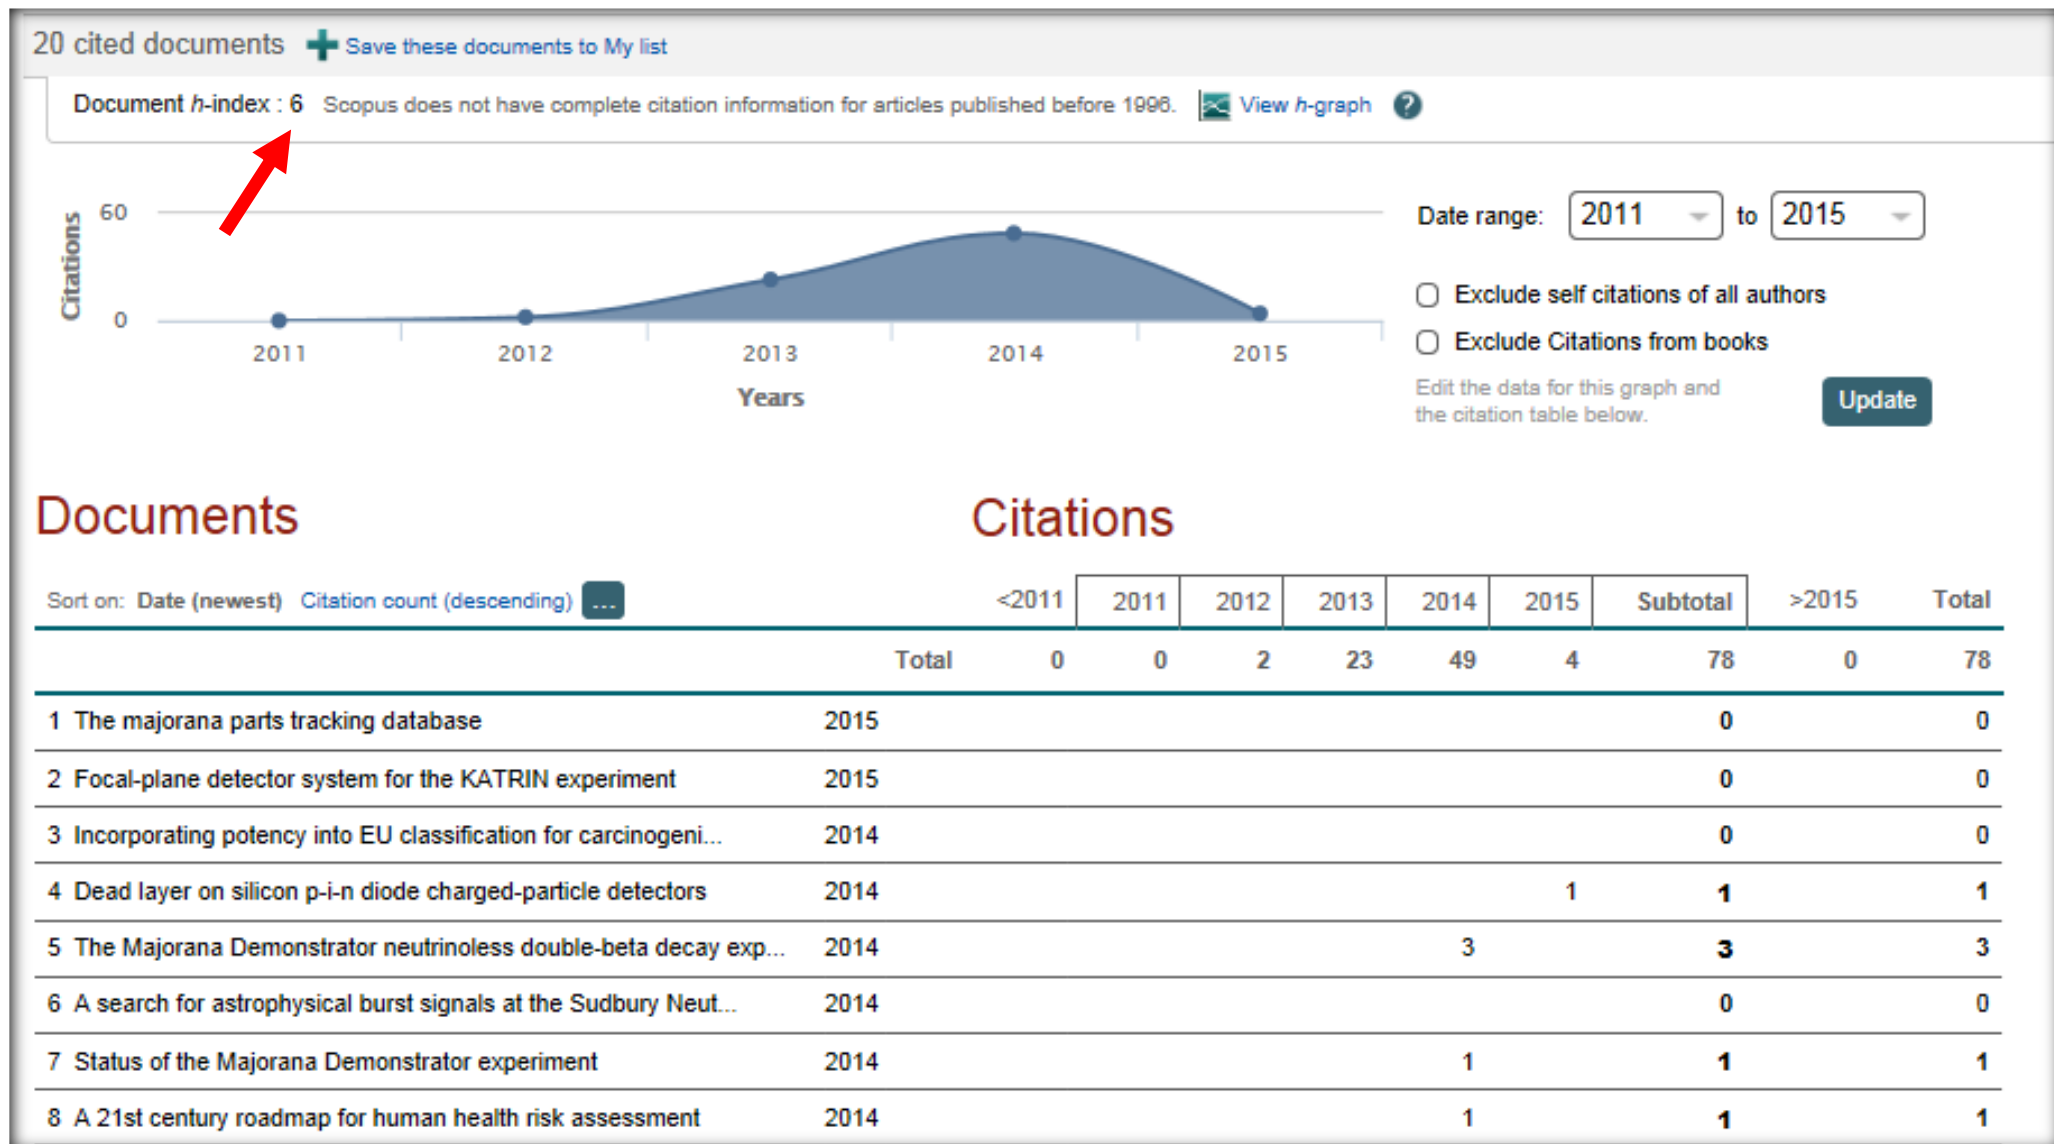 20 cited documents Save these documents to My list
Document h-index : 6 Scopus does not have complete citation information for articles published before 1996. View h-graph ?
Citations
60
0
2011 2012 2013 2014 2015
Years
Date range: 2011 to 2015
Exclude self citations of all authors
Exclude Citations from books
Edit the data for this graph and
the citation table below.
Update
Documents
Citations
Sort on: Date (newest) Citation count (descending) ... <2011 2011 2012 2013 2014 2015 Subtotal >2015 Total
Total 0 0 2 23 49 4 78 0 78
1 The majorana parts tracking database 2015 0 0
2 Focal-plane detector system for the KATRIN experiment 2015 0 0
3 Incorporating potency into EU classification for carcinogeni... 2014 0 0
4 Dead layer on silicon p-i-n diode charged-particle detectors 2014 1 1 1
5 The Majorana Demonstrator neutrinoless double-beta decay exp... 2014 3 3 3
6 A search for astrophysical burst signals at the Sudbury Neut... 2014 0 0
7 Status of the Majorana Demonstrator experiment 2014 1 1 1
8 A 21st century roadmap for human health risk assessment 2014 1 1 1